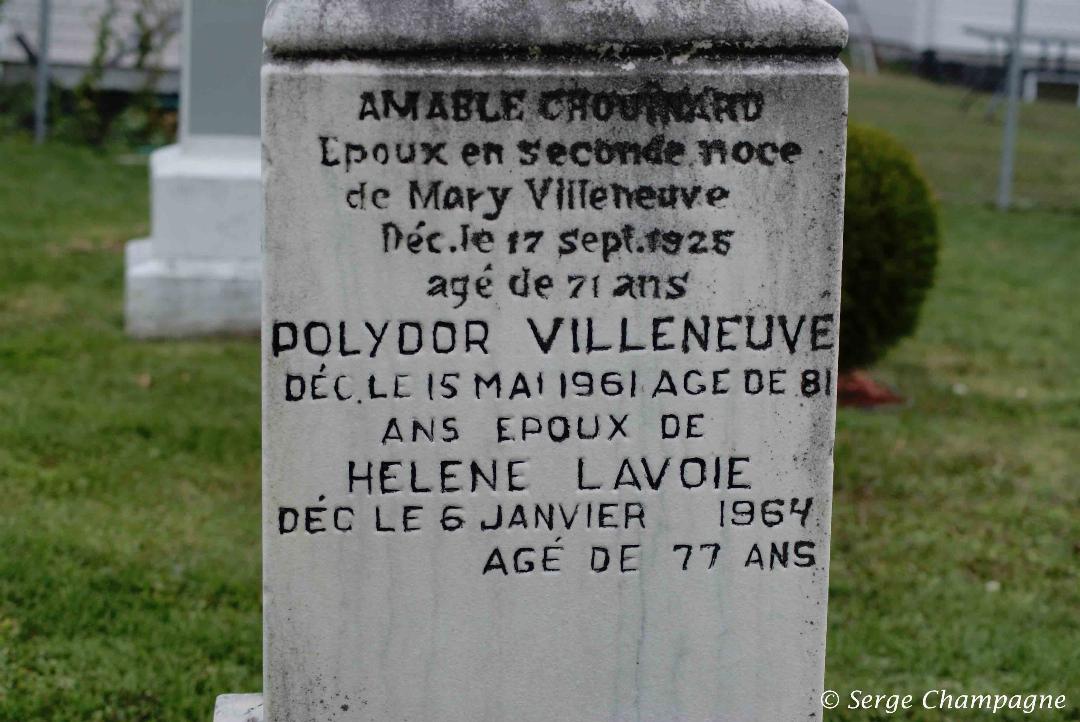 AMABLE CHOUINARD
Epoux en seconde noce
de Mary Villeneuve
Déc. le 17 sept. 1925
agé de 71 ans
POLYDOR VILLENEUVE
DÉC. LE 15 MAI 1961 AGE DE 81
ANS EPOUX DE
HELENE LAVOIE
DÉC LE 6 JANVIER 1964
AGÉ DE 77 ANS
© Serge Champagne